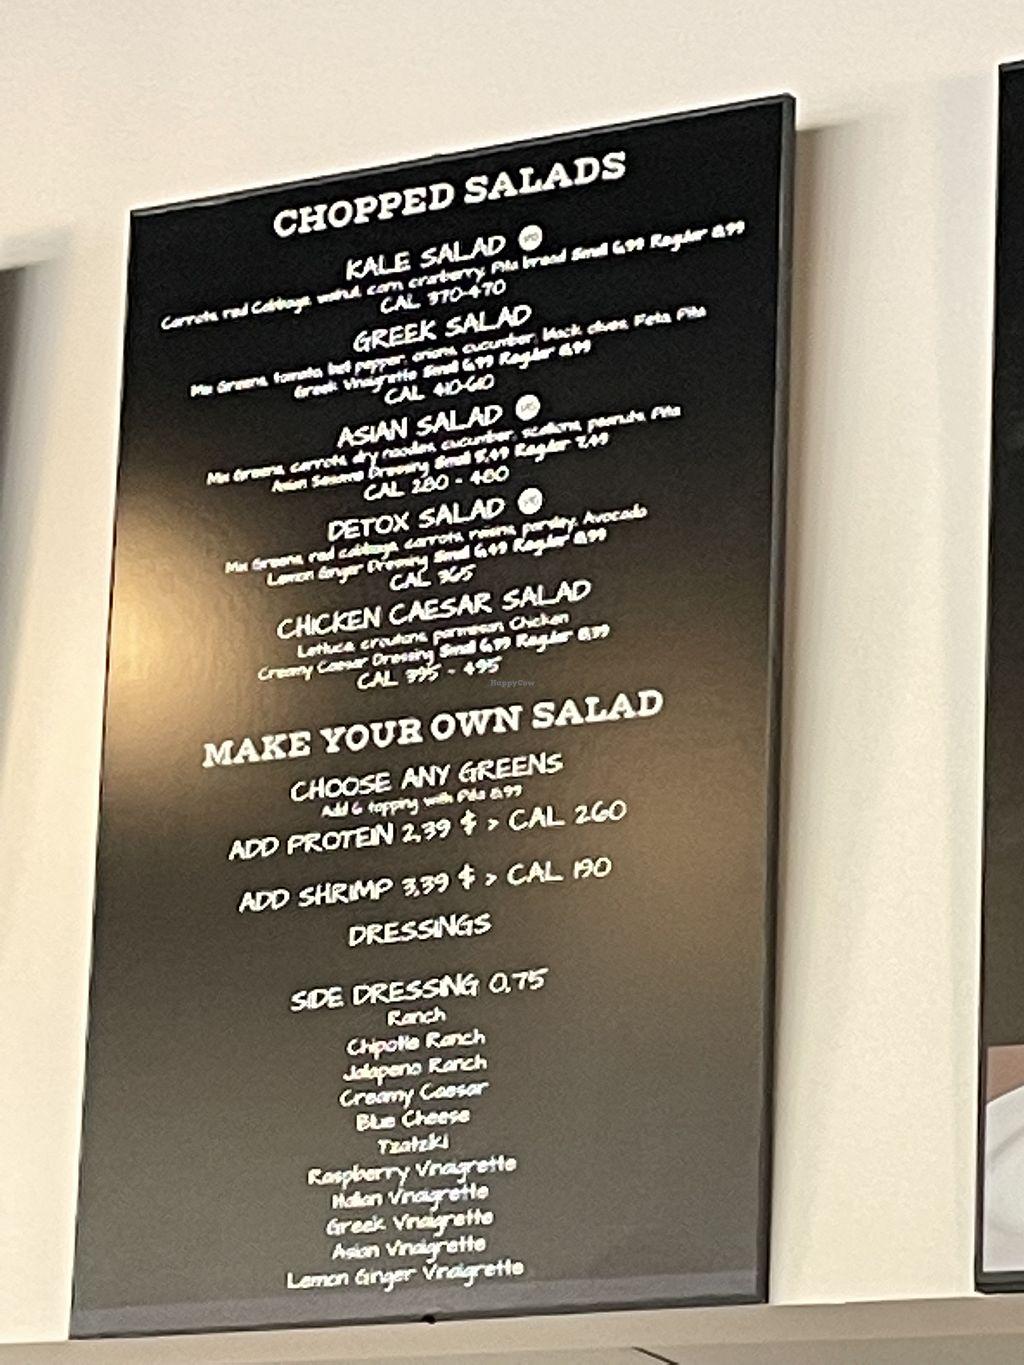 CHOPPED SALADS
KALE SALAD
Carrots, red Cabbage, walnut, corn, cranberry, Pita bread Small 6,99 Regular 8,99
CAL 370-470
GREEK SALAD
Mix Greens, tomato, hot pepper, onions, cucumber, black olives, Feta, Pita
Greek Vinaigrette Small 6,99 Regular 8,99
CAL 410-610
ASIAN SALAD
Mix Greens, carrots, dry noodles, cucumber, scallions, peanuts, Pita
Asian Sesame Dressing Small 5,49 Regular 7,49
CAL 280 - 480
DETOX SALAD
Mix Greens, red cabbage, carrots, raisins, parsley, Avocado
Lemon Ginger Dressing Small 6,49 Regular 8,99
CAL 365
CHICKEN CAESAR SALAD
Lettuce, croutons, parmesan, Chicken
Creamy Caesar Dressing Small 6,99 Regular 8,99
CAL 395 - 495
HappyCow
MAKE YOUR OWN SALAD
CHOOSE ANY GREENS
Add 6 topping with Pita 8,99
ADD PROTEIN 2,39 $ > CAL 260
ADD SHRIMP 3,39 $ > CAL 190
DRESSINGS
SIDE DRESSING 0,75
Ranch
Chipotle Ranch
Jalapeno Ranch
Creamy Caesar
Blue Cheese
Tzatziki
Raspberry Vinaigrette
Italian Vinaigrette
Greek Vinaigrette
Asian Vinaigrette
Lemon Ginger Vinaigrette